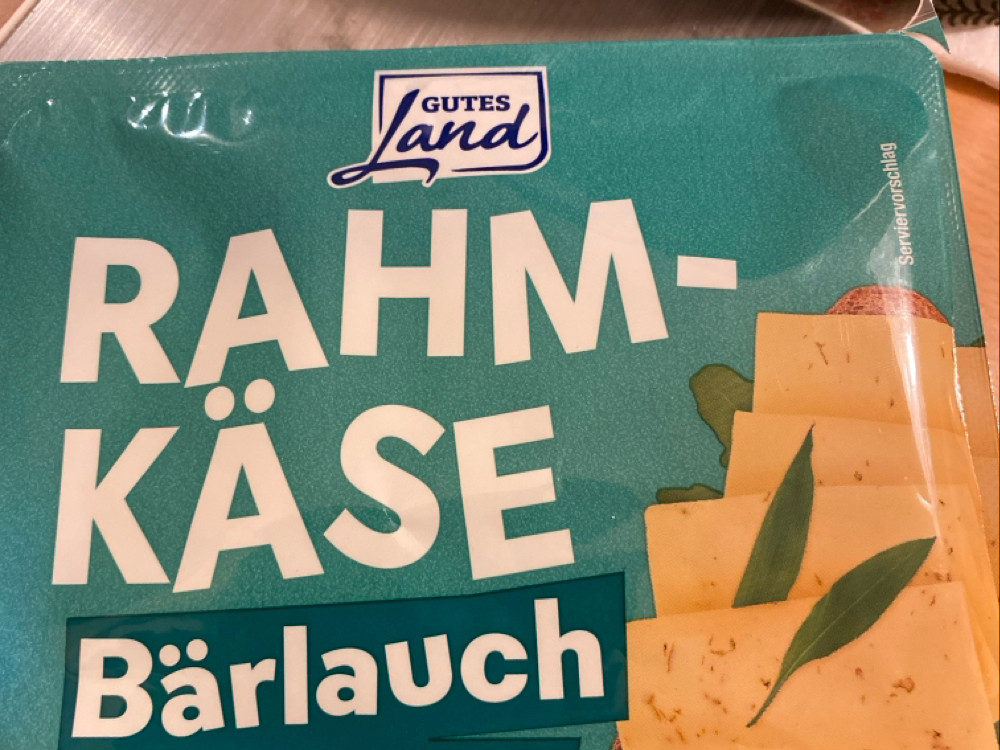 GUTES
Land
Serviervorschlag
RAHM-
KÄSE
Bärlauch